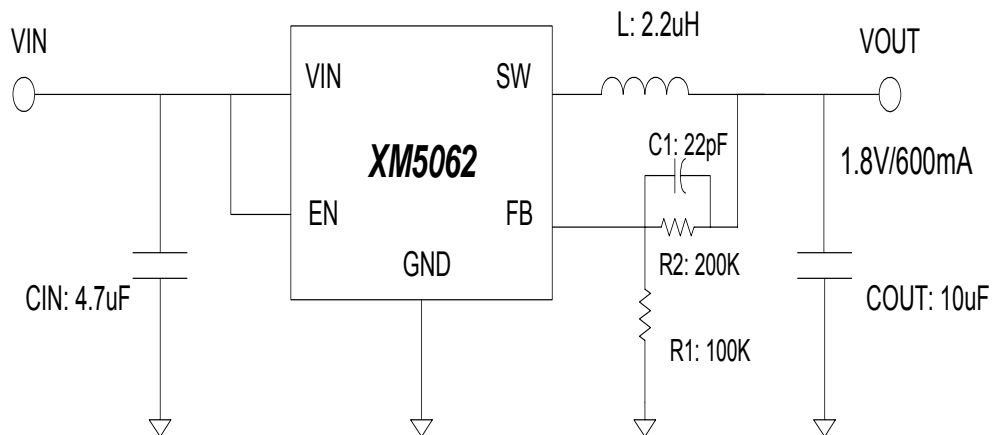 L: 2.2uH
VIN
VOUT
VIN
SW
C1: 22pF
XM5062
1.8V/600mA
EN
FB
GND
R2: 200K
CIN: 4.7uF
COUT: 10uF
R1: 100K